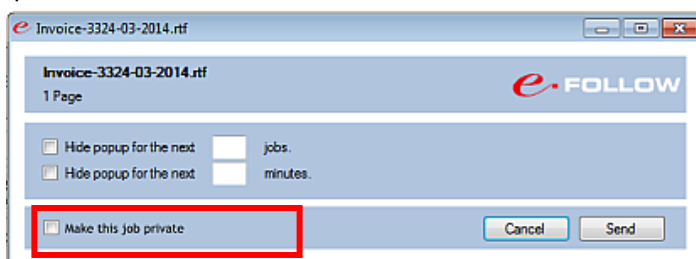 e Invoice-3324-03-2014.rtf
Invoice-3324-03-2014.rtf
1 Page
e-FOLLOW
Hide popup for the next jobs.
Hide popup for the next minutes.
Make this job private
Cancel Send